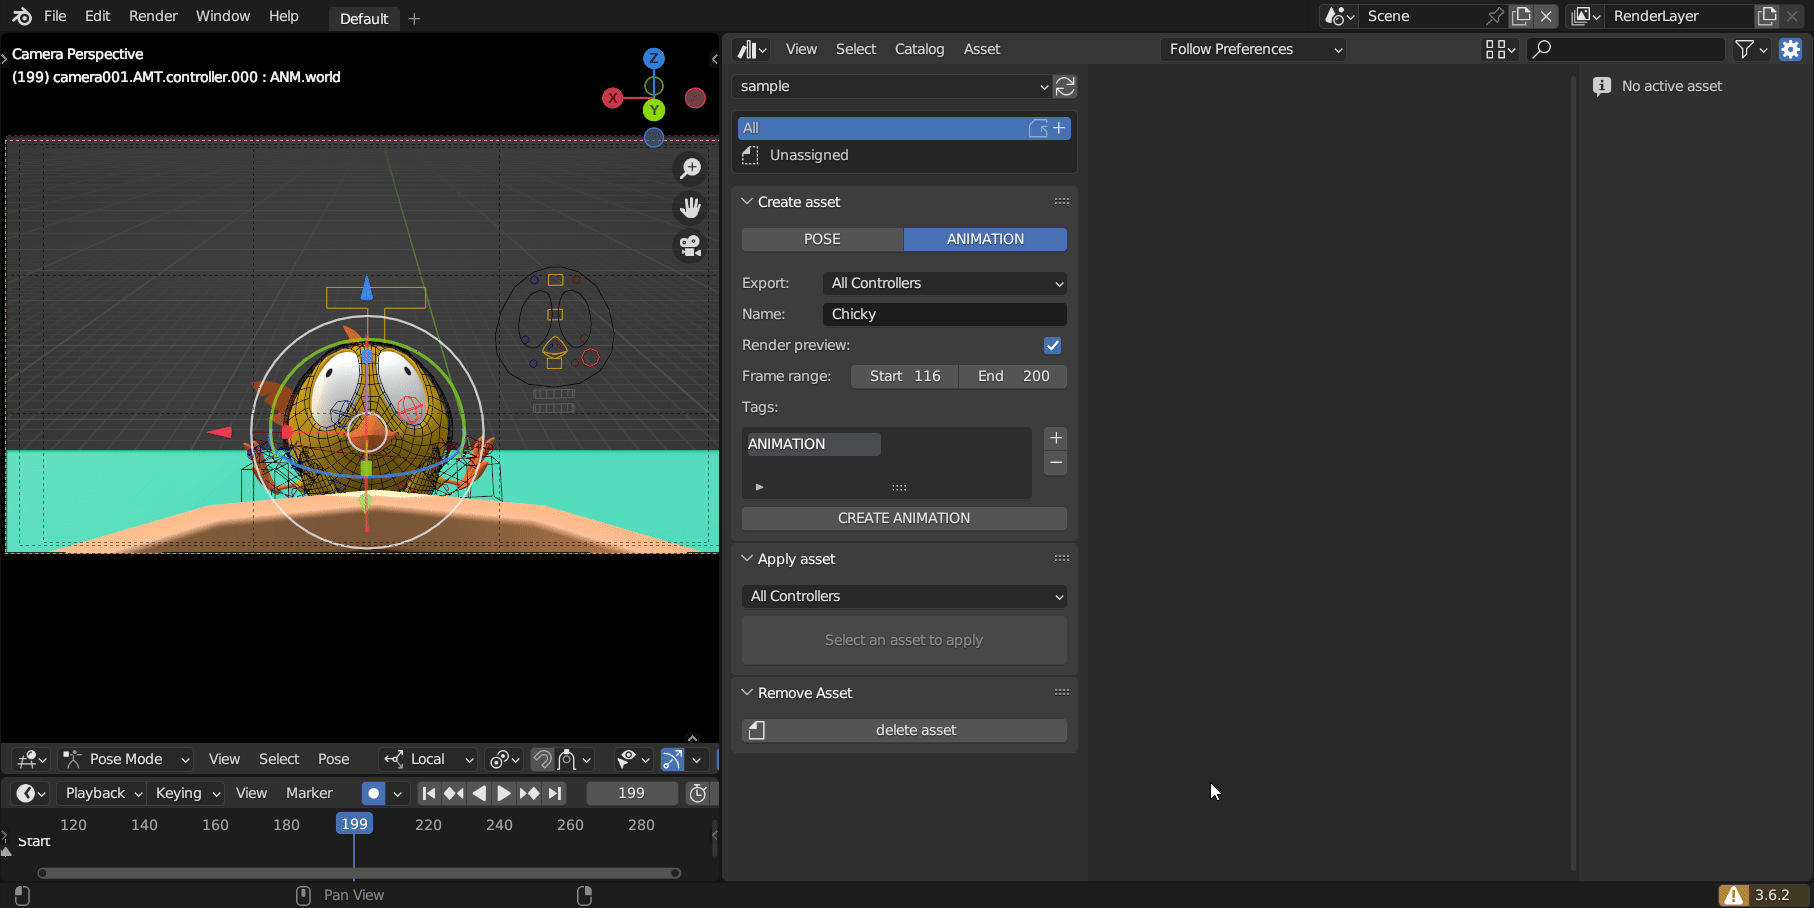 File Edit Render Window Help Default + Scene RenderLayer
Camera Perspective
(199) camera001.AMT.controller.000 : ANM.world
Z
X
Y
View Select Catalog Asset Follow Preferences
sample
No active asset
All
Unassigned
Create asset
POSE ANIMATION
Export: All Controllers
Name: Chicky
Render preview:
Frame range: Start 116 End 200
Tags:
ANIMATION
CREATE ANIMATION
Apply asset
All Controllers
Select an asset to apply
Remove Asset
delete asset
Pose Mode View Select Pose Local
Playback Keying View Marker 199
120 140 160 180 199 220 240 260 280
Start
Pan View 3.6.2